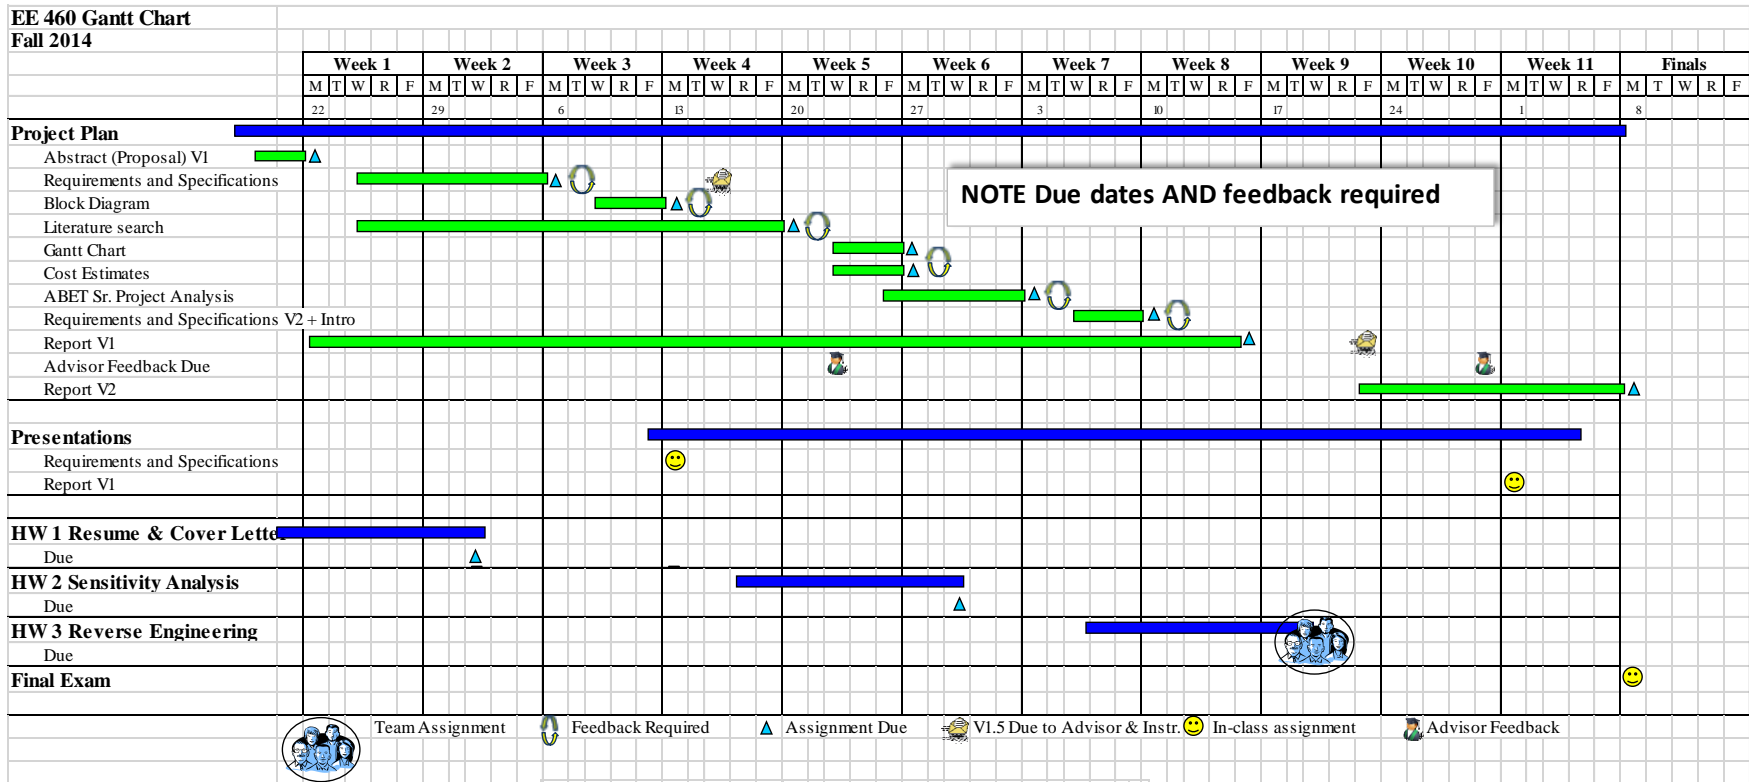 EE 460 Gantt Chart
Fall 2014
Week 1 Week 2 Week 3 Week 4 Week 5 Week 6 Week 7 Week 8 Week 9 Week 10 Week 11 Finals
M T W R F M T W R F M T W R F M T W R F M T W R F M T W R F M T W R F M T W R F M T W R F M T W R F M T W R F M T W R F
22 29 6 13 20 27 3 10 17 24 1 8
Project Plan
Abstract (Proposal) V1
Requirements and Specifications
NOTE Due dates AND feedback required
Block Diagram
Literature search
Gantt Chart
Cost Estimates
ABET Sr. Project Analysis
Requirements and Specifications V2 + Intro
Report V1
Advisor Feedback Due
Report V2
Presentations
Requirements and Specifications
Report V1
HW 1 Resume & Cover Lette
Due
HW 2 Sensitivity Analysis
Due
HW 3 Reverse Engineering
Due
Final Exam
Team Assignment Feedback Required Assignment Due V1.5 Due to Advisor & Instr. In-class assignment Advisor Feedback